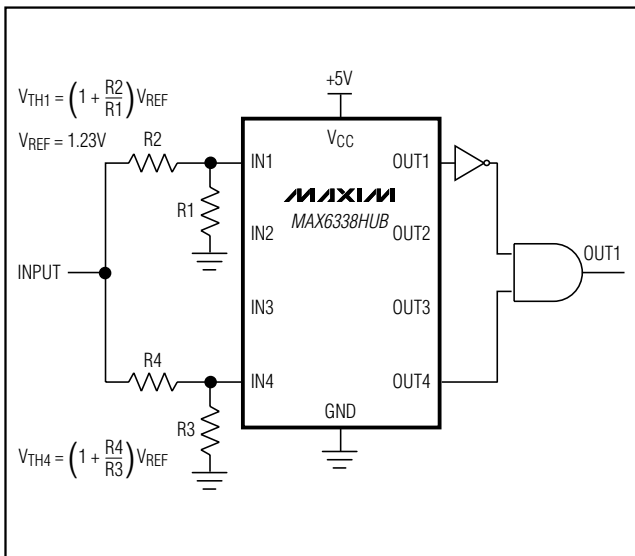 +5V
V_TH1 = (1 + R2/R1) V_REF
V_REF = 1.23V
R2
IN1
V_CC
OUT1
MAXIM
MAX6338HUB
R1
IN2
OUT2
OUT1
INPUT
IN3
OUT3
R4
IN4
OUT4
R3
GND
V_TH4 = (1 + R4/R3) V_REF